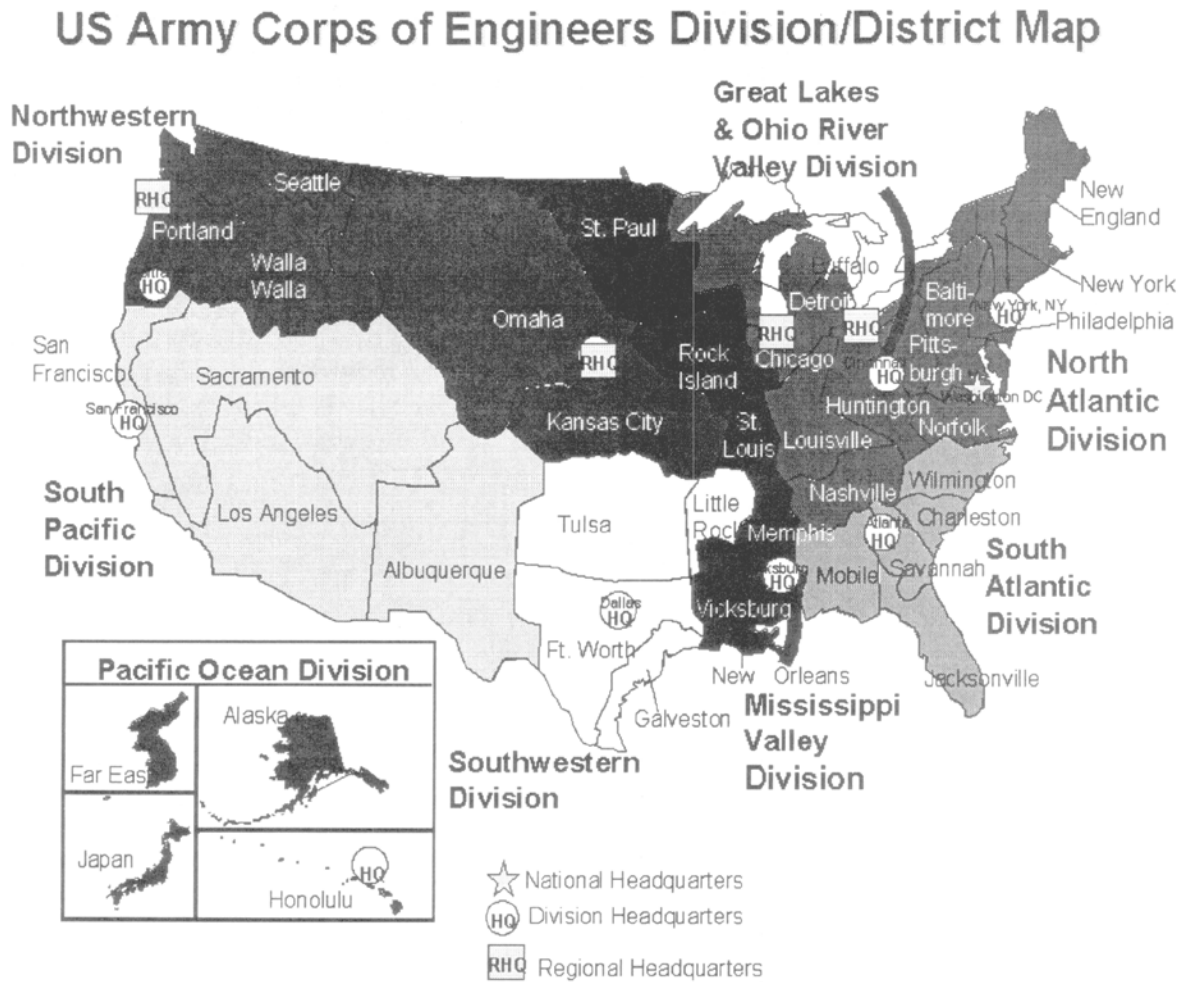 US Army Corps of Engineers Division/District Map
Northwestern
Division
Great Lakes
& Ohio River
Valley Division
Seattle
RHQ
Portland
St. Paul
New
England
Walla
Walla
HQ
Buffalo
New York
Detroit
Balti-
more
New York, NY
HQ
Philadelphia
Omaha
RHQ
RHQ
RHQ
Chicago
Rock
Island
Pitts-
burgh
San
Francisco
Sacramento
HQ
North
Atlantic
Division
San Francisco
HQ
Kansas City
St.
Louis
Huntington
Washington DC
Louisville
Norfolk
South
Pacific
Division
Los Angeles
Nashville
Wilmington
Little
Rock
Tulsa
Memphis
Charleston
Atlanta
HQ
South
Atlantic
Division
Albuquerque
HQ
Mobile
Savannah
Dallas
HQ
Vicksburg
Ft. Worth
New Orleans
Jacksonville
Galveston
Mississippi
Valley
Division
Southwestern
Division
Pacific Ocean Division
Alaska
Far East
Japan
HQ
Honolulu
National Headquarters
HQ Division Headquarters
RHQ Regional Headquarters